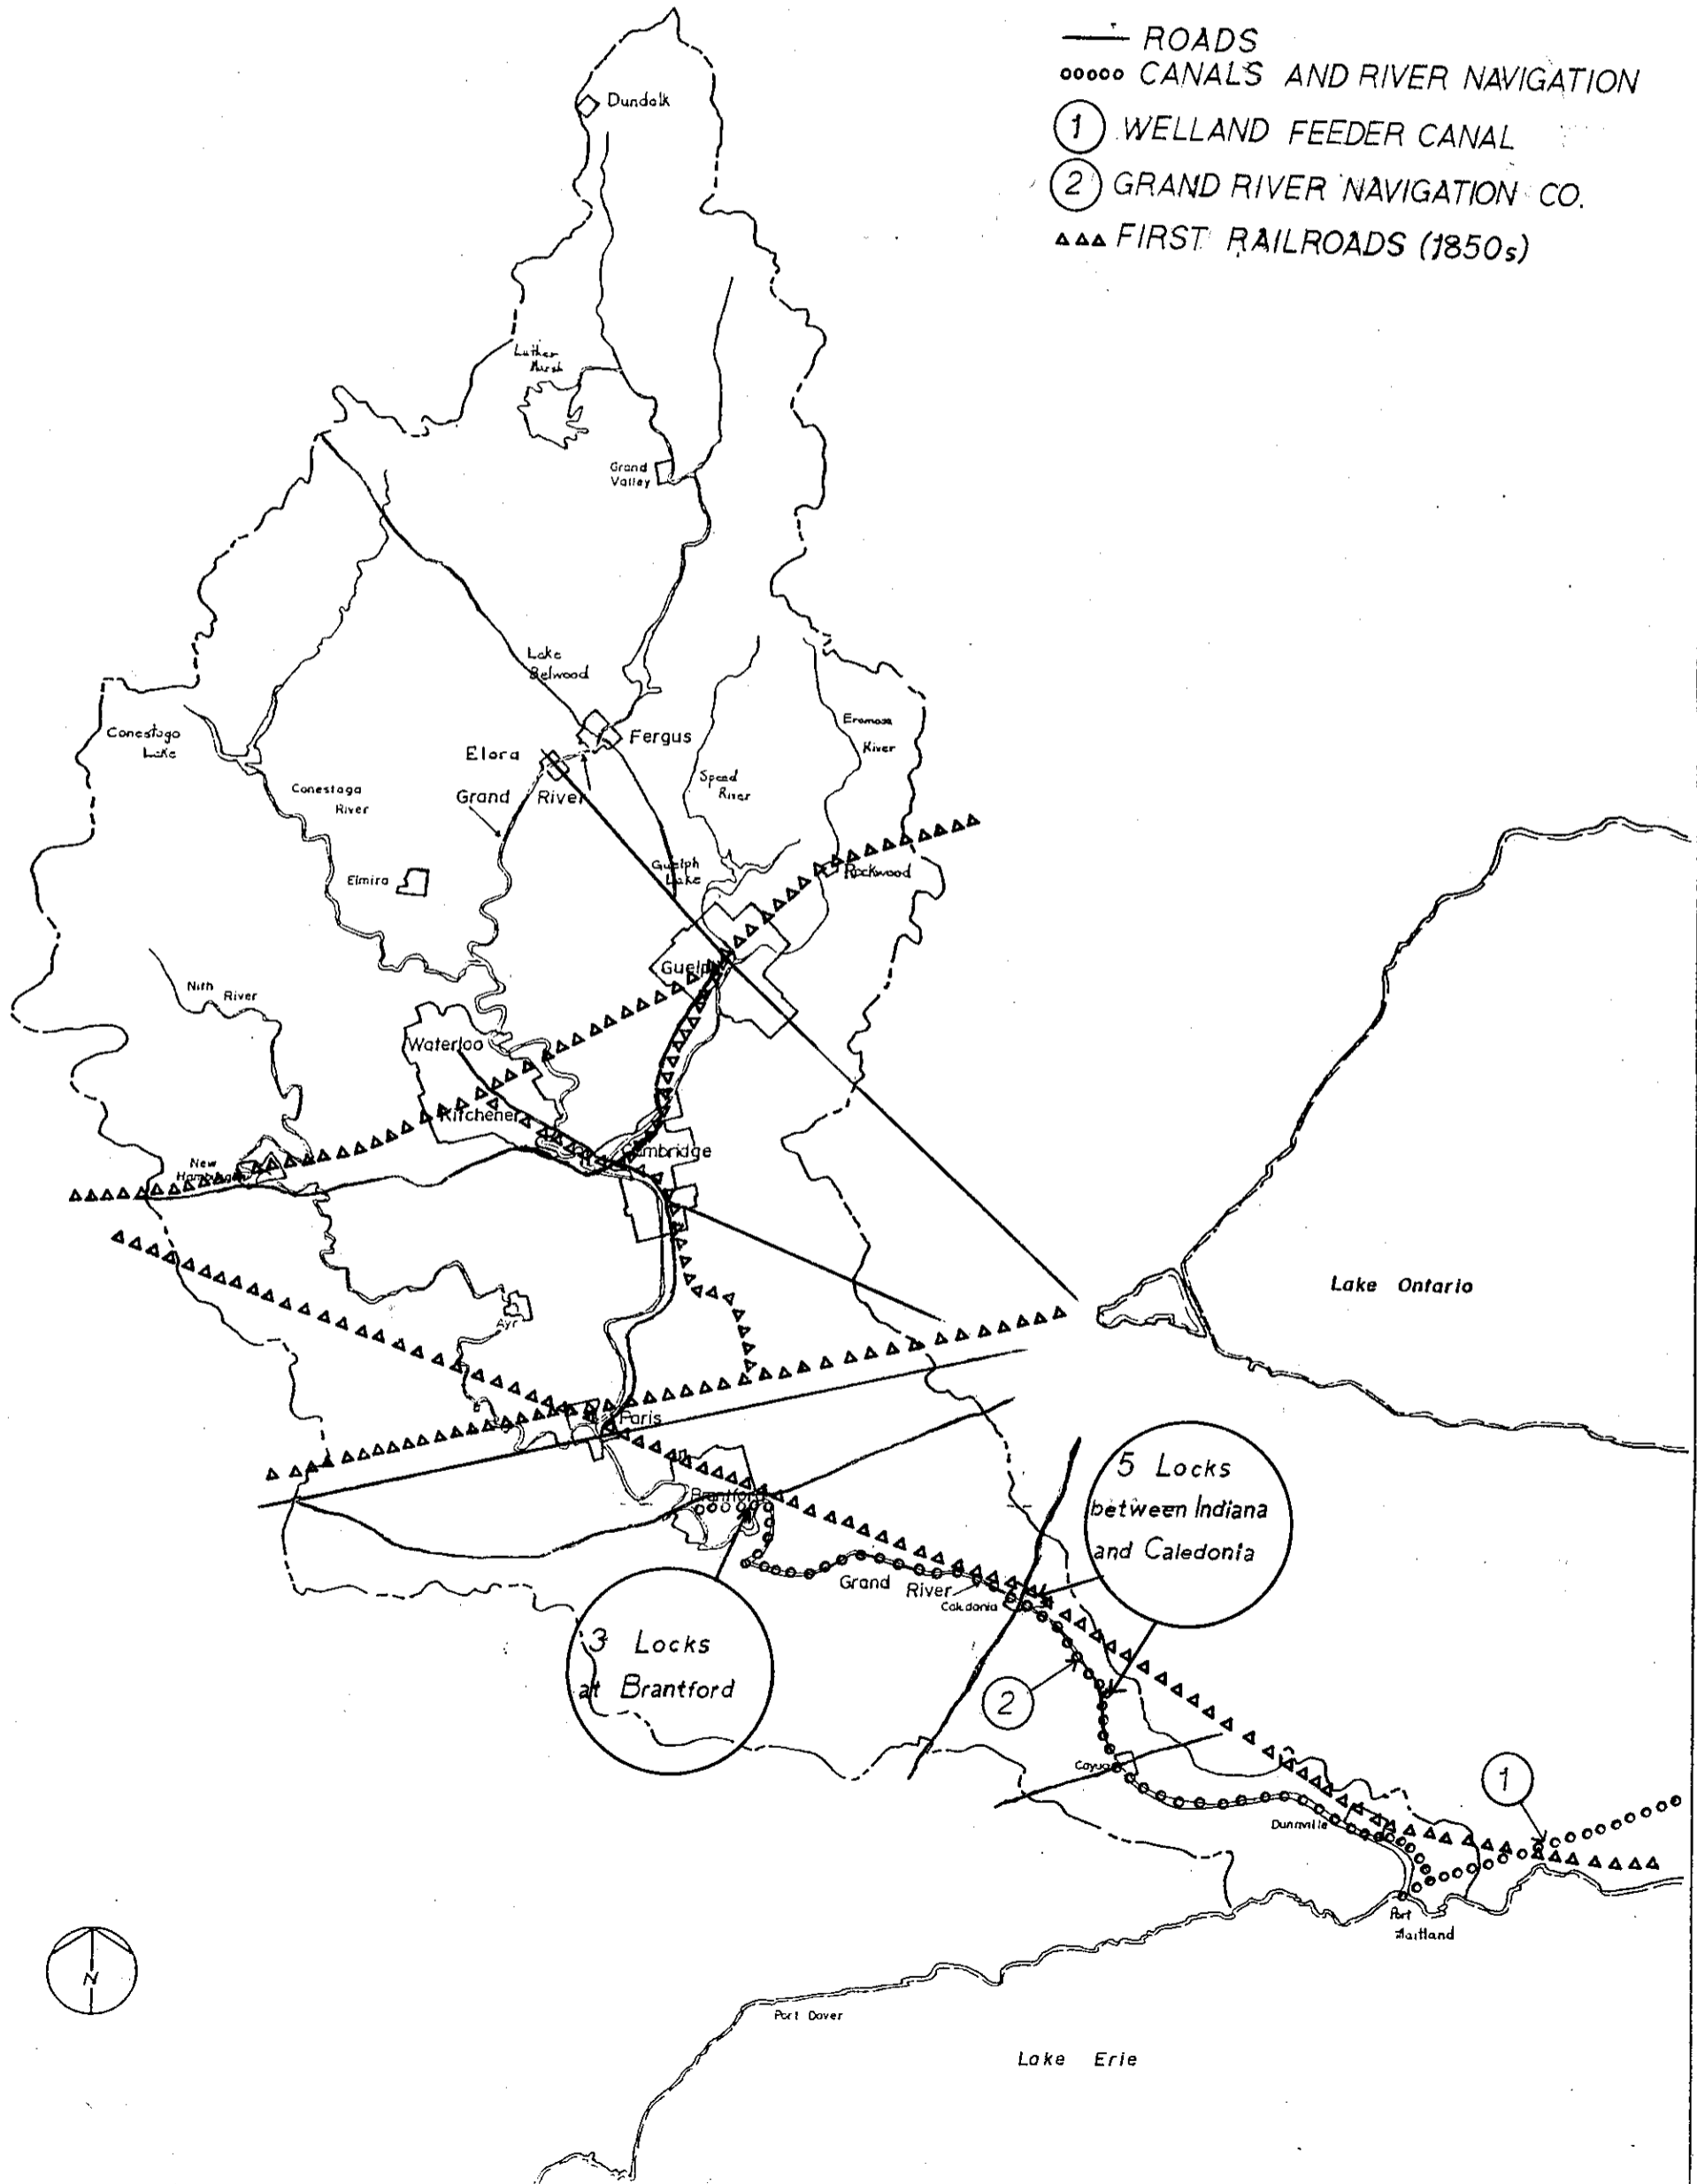 ROADS
CANALS AND RIVER NAVIGATION
1 WELLAND FEEDER CANAL
2 GRAND RIVER NAVIGATION CO.
FIRST RAILROADS (1850s)
Dundalk
Luther
Marsh
Grand
Valley
Lake
Belwood
Conestogo
Lake
Fergus
Elora
Eramosa
River
Speed
River
Conestoga
River
Grand River
Guelph
Lake
Rockwood
Elmira
Guelph
Nith River
Waterloo
Kitchener
Cambridge
New
Hamburg
Lake Ontario
Ayr
Paris
Brantford
5 Locks
between Indiana
and Caledonia
Grand River
Caledonia
3 Locks
at Brantford
2
Cayuga
1
Dunnville
Port
Maitland
N
Port Dover
Lake Erie